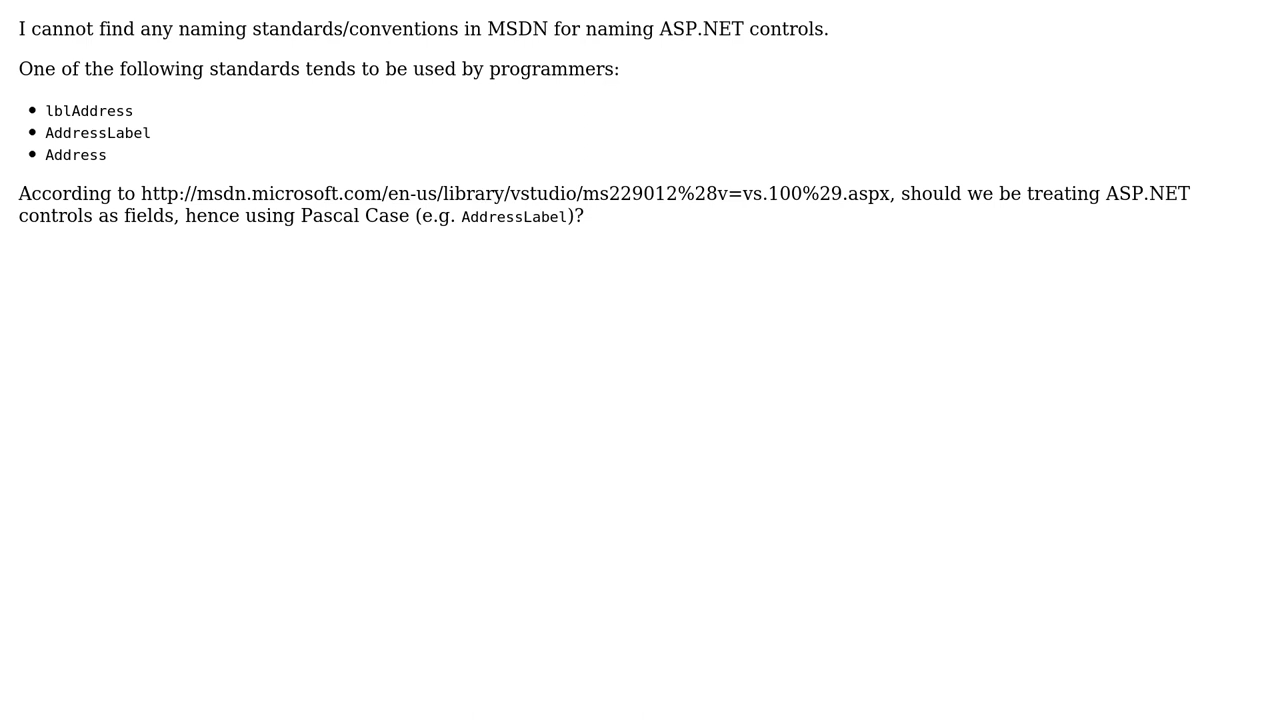 I cannot find any naming standards/conventions in MSDN for naming ASP.NET controls.
One of the following standards tends to be used by programmers:
• lblAddress
• AddressLabel
• Address
According to http://msdn.microsoft.com/en-us/library/vstudio/ms229012%28v=vs.100%29.aspx, should we be treating ASP.NET
controls as fields, hence using Pascal Case (e.g. AddressLabel)?